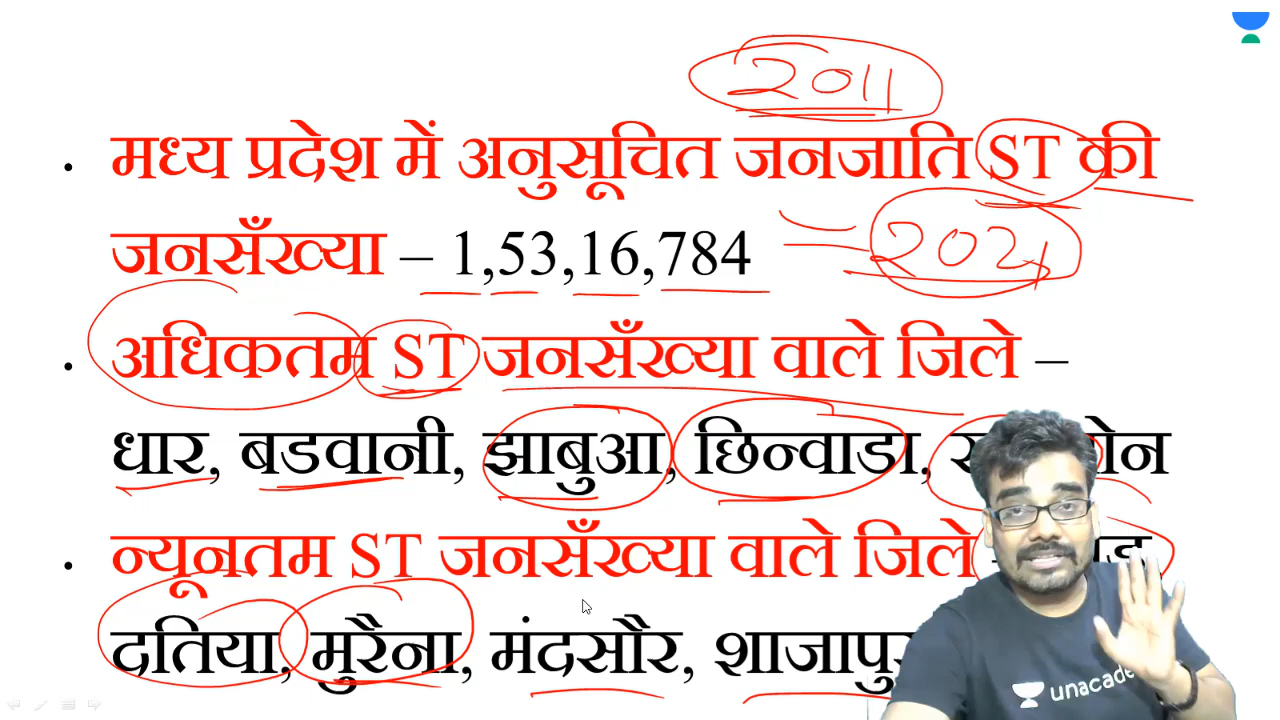 2011
मध्य प्रदेश में अनुसूचित जनजाति ST की
जनसँख्या – 1,53,16,784
2021
अधिकतम ST जनसँख्या वाले जिले –
धार, बडवानी, झाबुआ, छिन्वाडा,
न्यूनतम ST जनसँख्या वाले जिले
दतिया, मुरैना, मंदसौर,
unacade